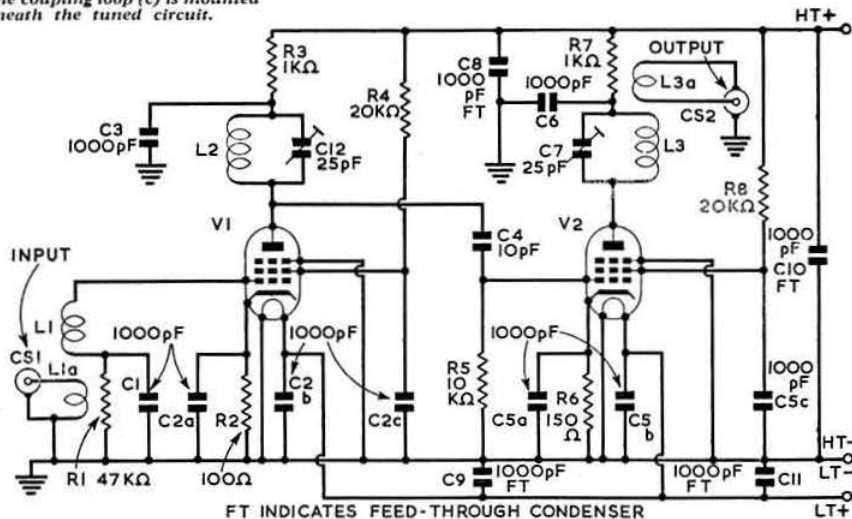 he coupling loop (c) is mounted
neath the tuned circuit.
HT+
R3
1KΩ
C8
1000
pF
FT
R7
1KΩ
OUTPUT
1000pF
C6
L3a
CS2
R4
20KΩ
C3
1000pF
L2
C12
25pF
C7
25pF
L3
R8
20KΩ
V1
V2
C4
10pF
1000
pF
C10
FT
INPUT
L1
1000pF
1000pF
1000pF
CS1
L1a
C1
C2a
R2
C2
b
C2c
R5
10
KΩ
C5a
R6
150
Ω
C5
b
1000
pF
C5c
R1 47KΩ
100Ω
C9
1000pF
FT
1000pF
FT
C11
HT-
LT-
LT+
FT INDICATES FEED-THROUGH CONDENSER